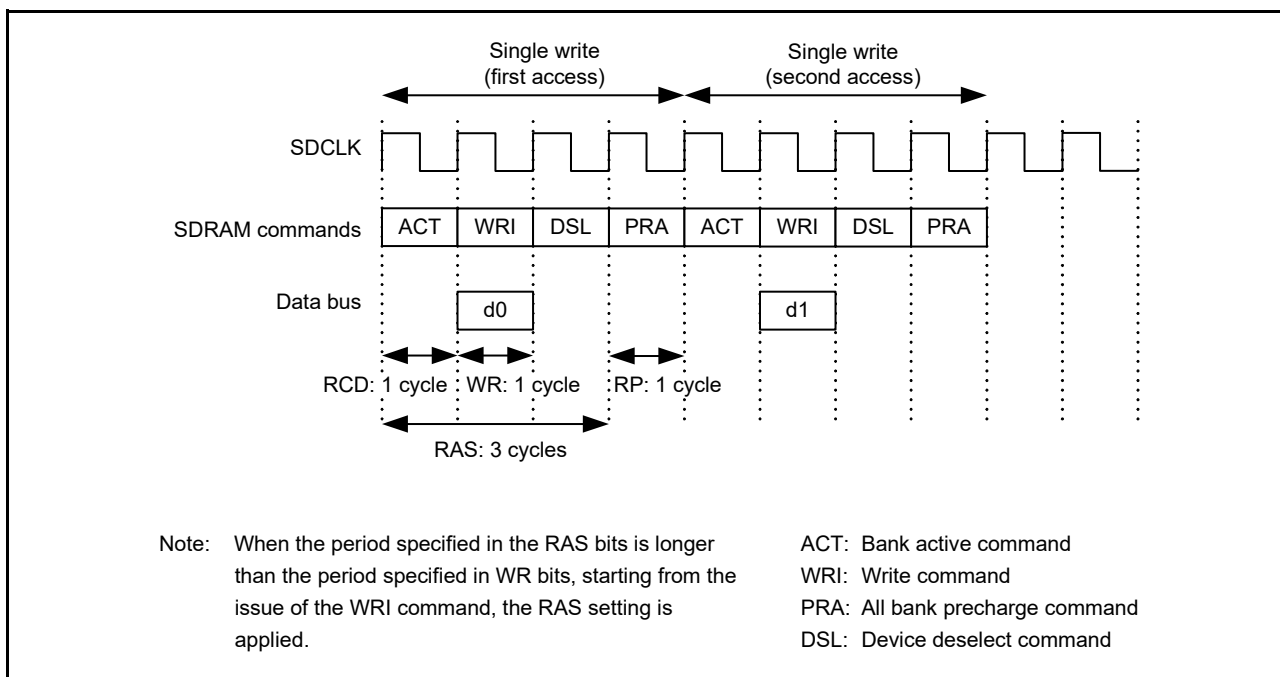 Single write
(first access)
Single write
(second access)
SDCLK
SDRAM commands
ACT WRI DSL PRA ACT WRI DSL PRA
Data bus
d0
d1
RCD: 1 cycle WR: 1 cycle RP: 1 cycle
RAS: 3 cycles
Note: When the period specified in the RAS bits is longer
than the period specified in WR bits, starting from the
issue of the WRI command, the RAS setting is
applied.
ACT: Bank active command
WRI: Write command
PRA: All bank precharge command
DSL: Device deselect command